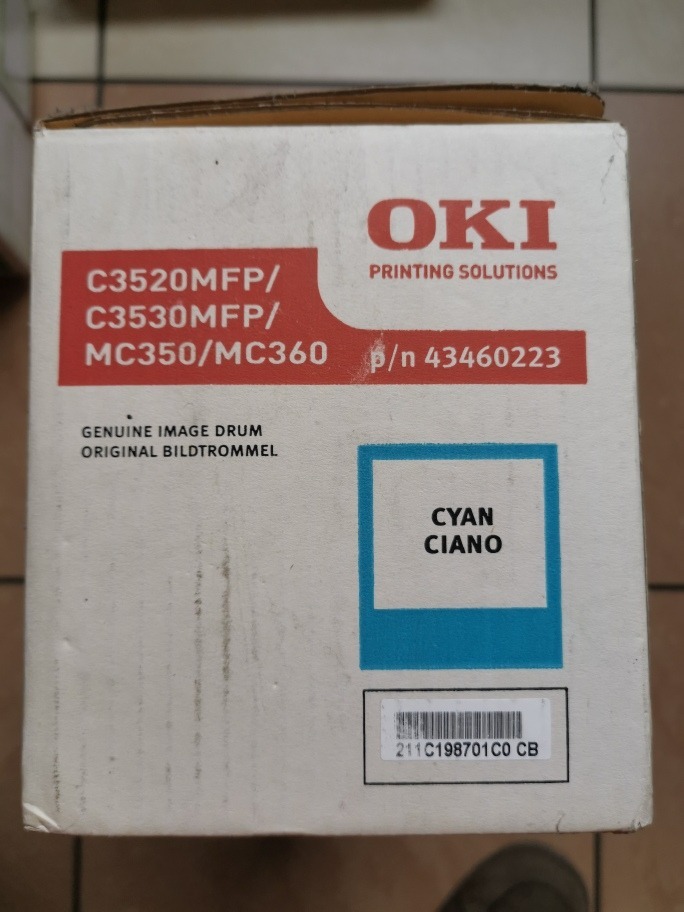 OKI
PRINTING SOLUTIONS
C3520MFP/
C3530MFP/
MC350/MC360 p/n 43460223
GENUINE IMAGE DRUM
ORIGINAL BILDTROMMEL
CYAN
CIANO
211C198701C0 CB